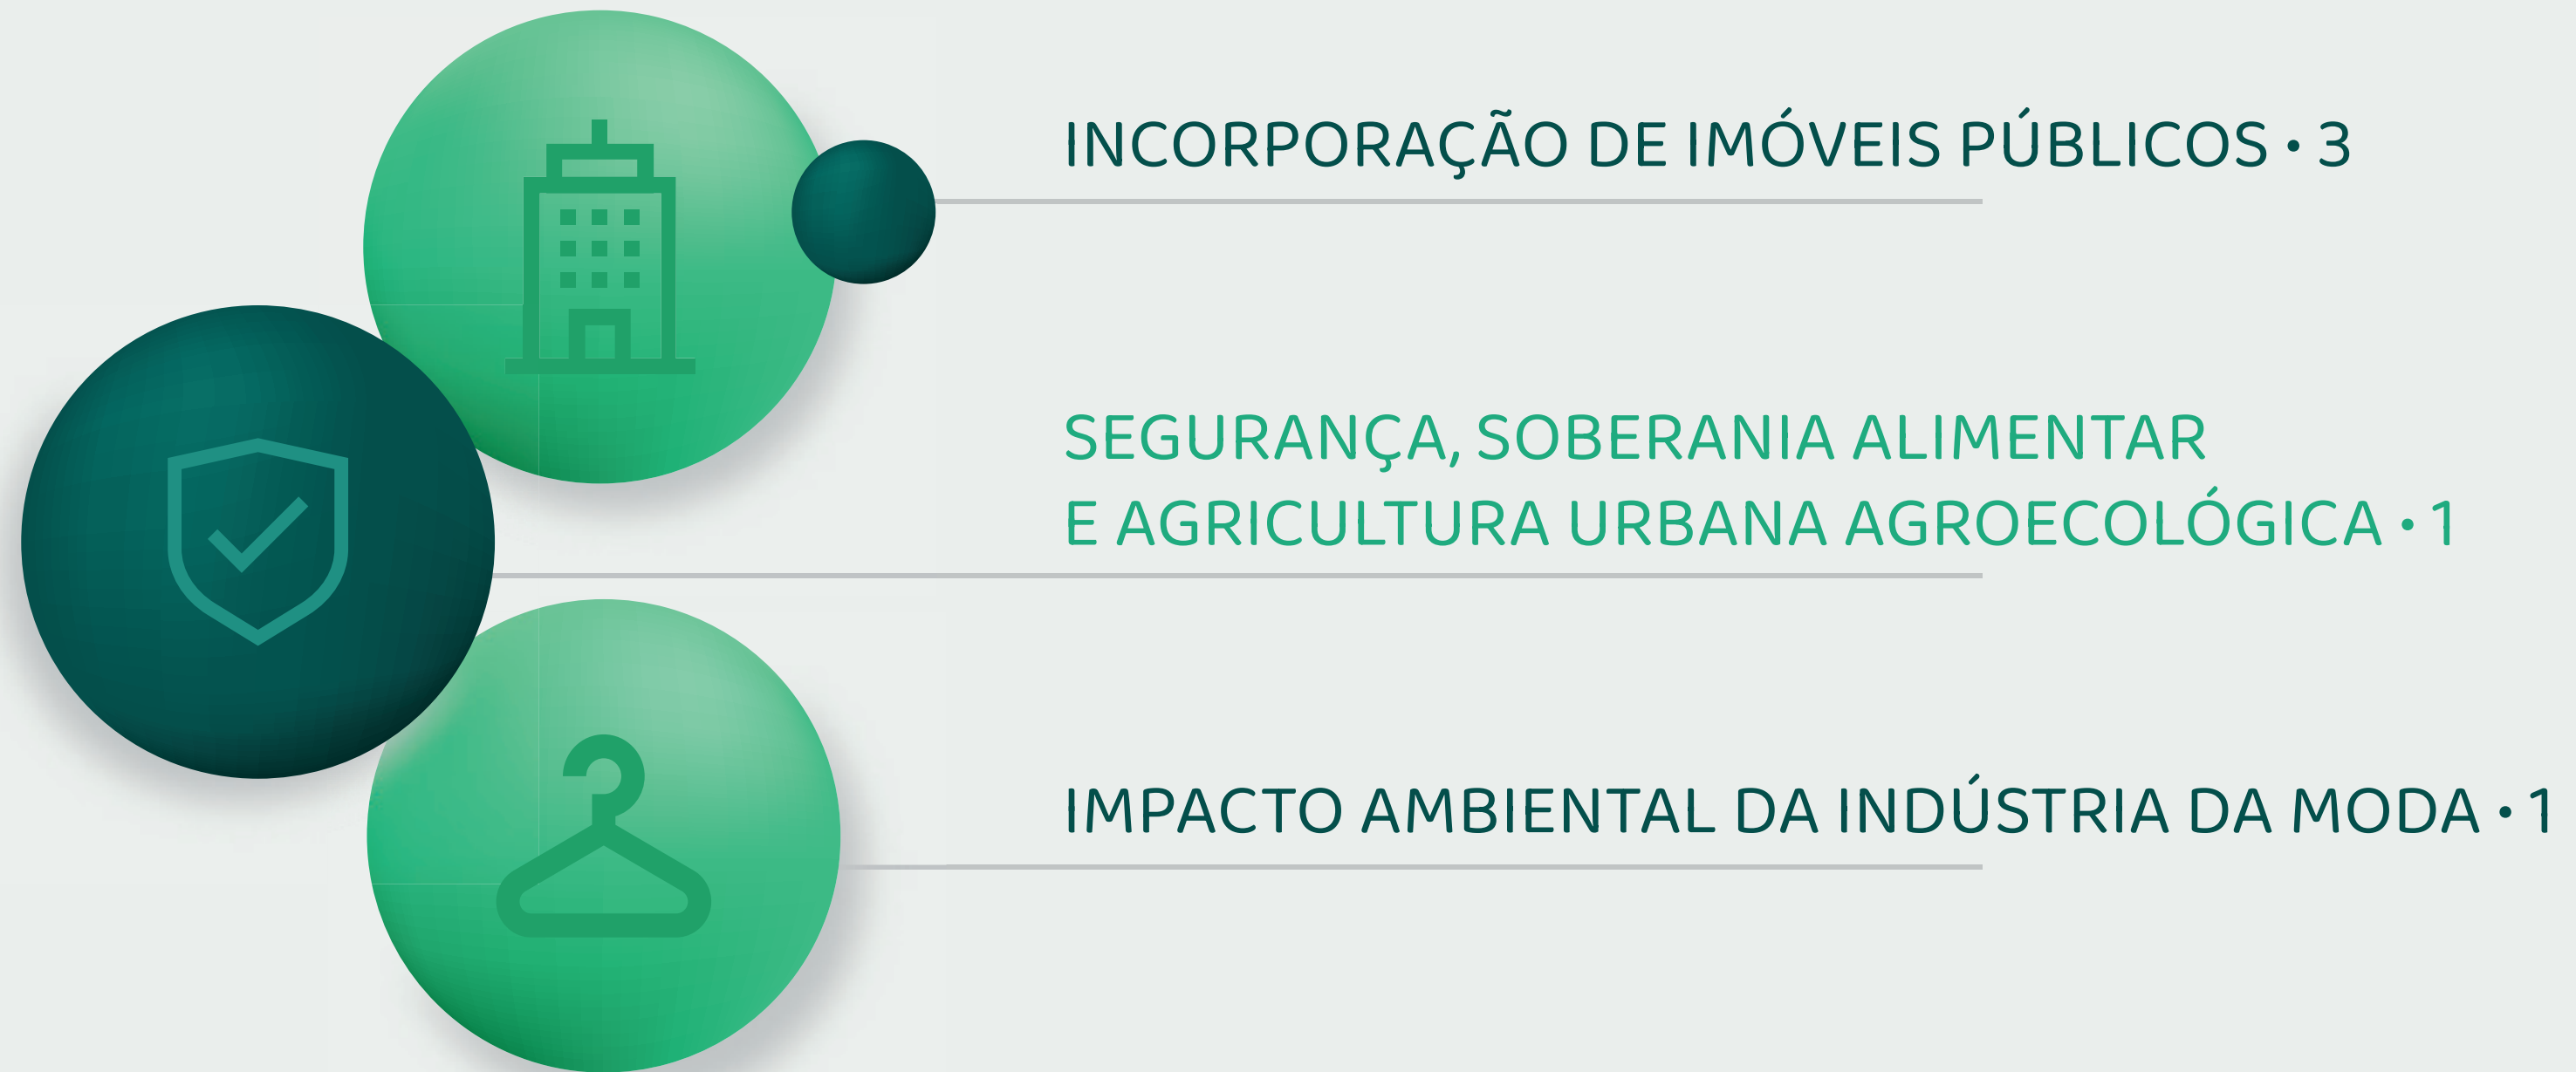 INCORPORAÇÃO DE IMÓVEIS PÚBLICOS • 3
SEGURANÇA, SOBERANIA ALIMENTAR
E AGRICULTURA URBANA AGROECOLÓGICA • 1
IMPACTO AMBIENTAL DA INDÚSTRIA DA MODA • 1